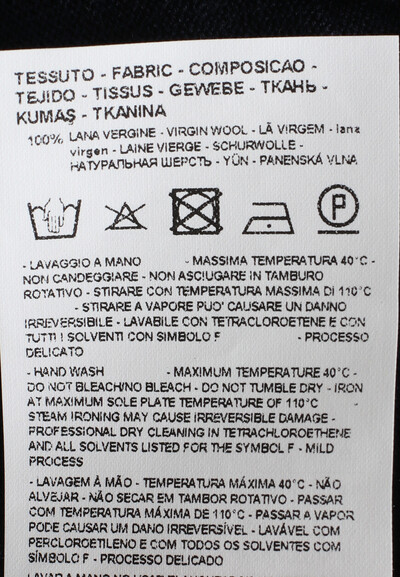 TESSUTO - FABRIC - COMPOSICAO -
TEJIDO - TISSUS - GEWEBE - ТКАНЬ -
KUMAŞ - TKANINA
100% LANA VERGINE - VIRGIN WOOL - LÃ VIRGEM - lana
virgen - LAINE VIERGE - SCHURWOLLE -
НАТУРАЛЬНАЯ ШЕРСТЬ - YÜN - PANENSKÁ VLNA
P
- LAVAGGIO A MANO - MASSIMA TEMPERATURA 40°C -
NON CANDEGGIARE - NON ASCIUGARE IN TAMBURO
ROTATIVO - STIRARE CON TEMPERATURA MASSIMA DI 110°C
- STIRARE A VAPORE PUO' CAUSARE UN DANNO
IRREVERSIBILE - LAVABILE CON TETRACLOROETENE E CON
TUTTI I SOLVENTI CON SIMBOLO F - PROCESSO
DELICATO
- HAND WASH - MAXIMUM TEMPERATURE 40°C -
DO NOT BLEACH/NO BLEACH - DO NOT TUMBLE DRY - IRON
AT MAXIMUM SOLE PLATE TEMPERATURE OF 110°C -
STEAM IRONING MAY CAUSE IRREVERSIBLE DAMAGE -
PROFESSIONAL DRY CLEANING IN TETRACHLOROETHENE
AND ALL SOLVENTS LISTED FOR THE SYMBOL F - MILD
PROCESS
- LAVAGEM À MÃO - TEMPERATURA MÁXIMA 40°C - NÃO
ALVEJAR - NÃO SECAR EM TAMBOR ROTATIVO - PASSAR
COM TEMPERATURA MÁXIMA DE 110°C - PASSAR A VAPOR
PODE CAUSAR UM DANO IRREVERSÍVEL - LAVÁVEL COM
PERCLOROETILENO E COM TODOS OS SOLVENTES COM
SÍMBOLO F - PROCESSO DELICADO